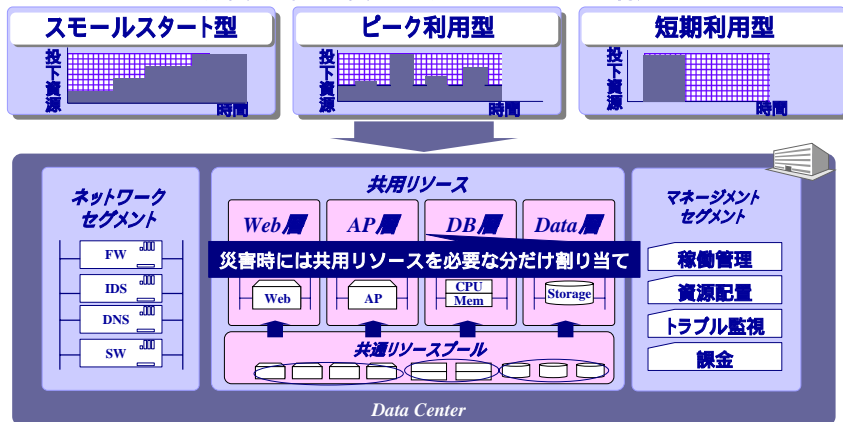 スモールスタート型
ピーク利用型
短期利用型
投下資源
時間
投下資源
時間
投下資源
時間
ネットワーク
セグメント
FW
IDS
DNS
SW
共用リソース
Web層
AP層
DB層
Data層
災害時には共用リソースを必要な分だけ割り当て
Web
AP
CPU
Mem
Storage
共通リソースプール
マネージメント
セグメント
稼働管理
資源配置
トラブル監視
課金
Data Center